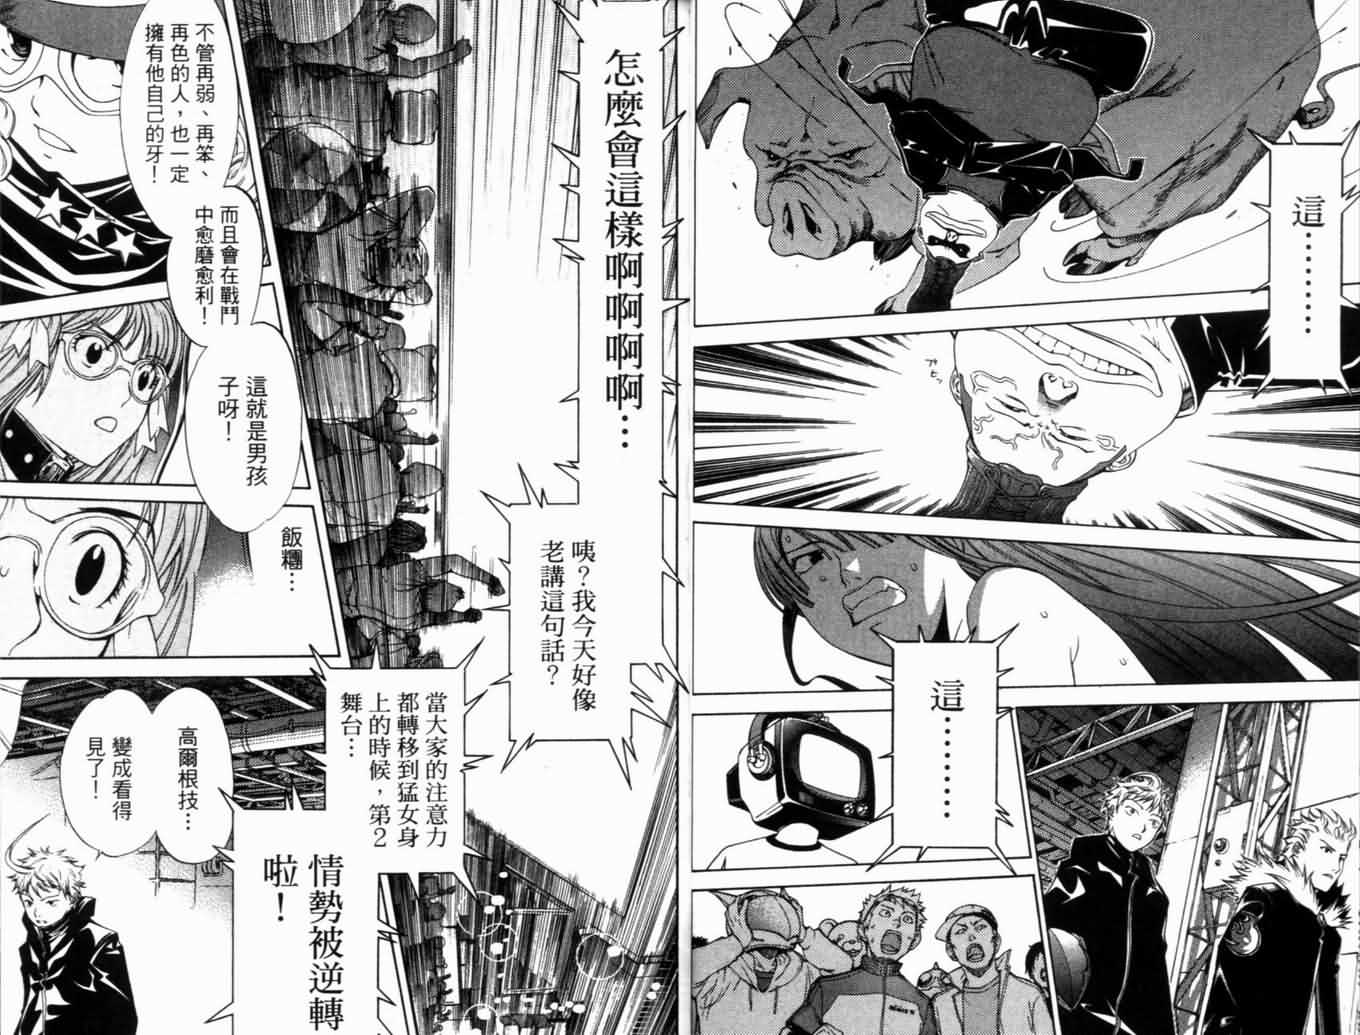 這………
プヒッ
這………
怎麼會這樣啊啊啊啊…
咦？我今天好像
老講這句話？
當大家的注意力
都轉移到猛女身
上的時候，第2
舞台…
情勢被逆轉
啦！
不管再弱、再笨、
再色的人，也一定
擁有他自己的牙！
而且會在戰鬥
中愈磨愈利！
這就是男孩
子呀！
飯糰…
高爾根技…
變成看得
見了！